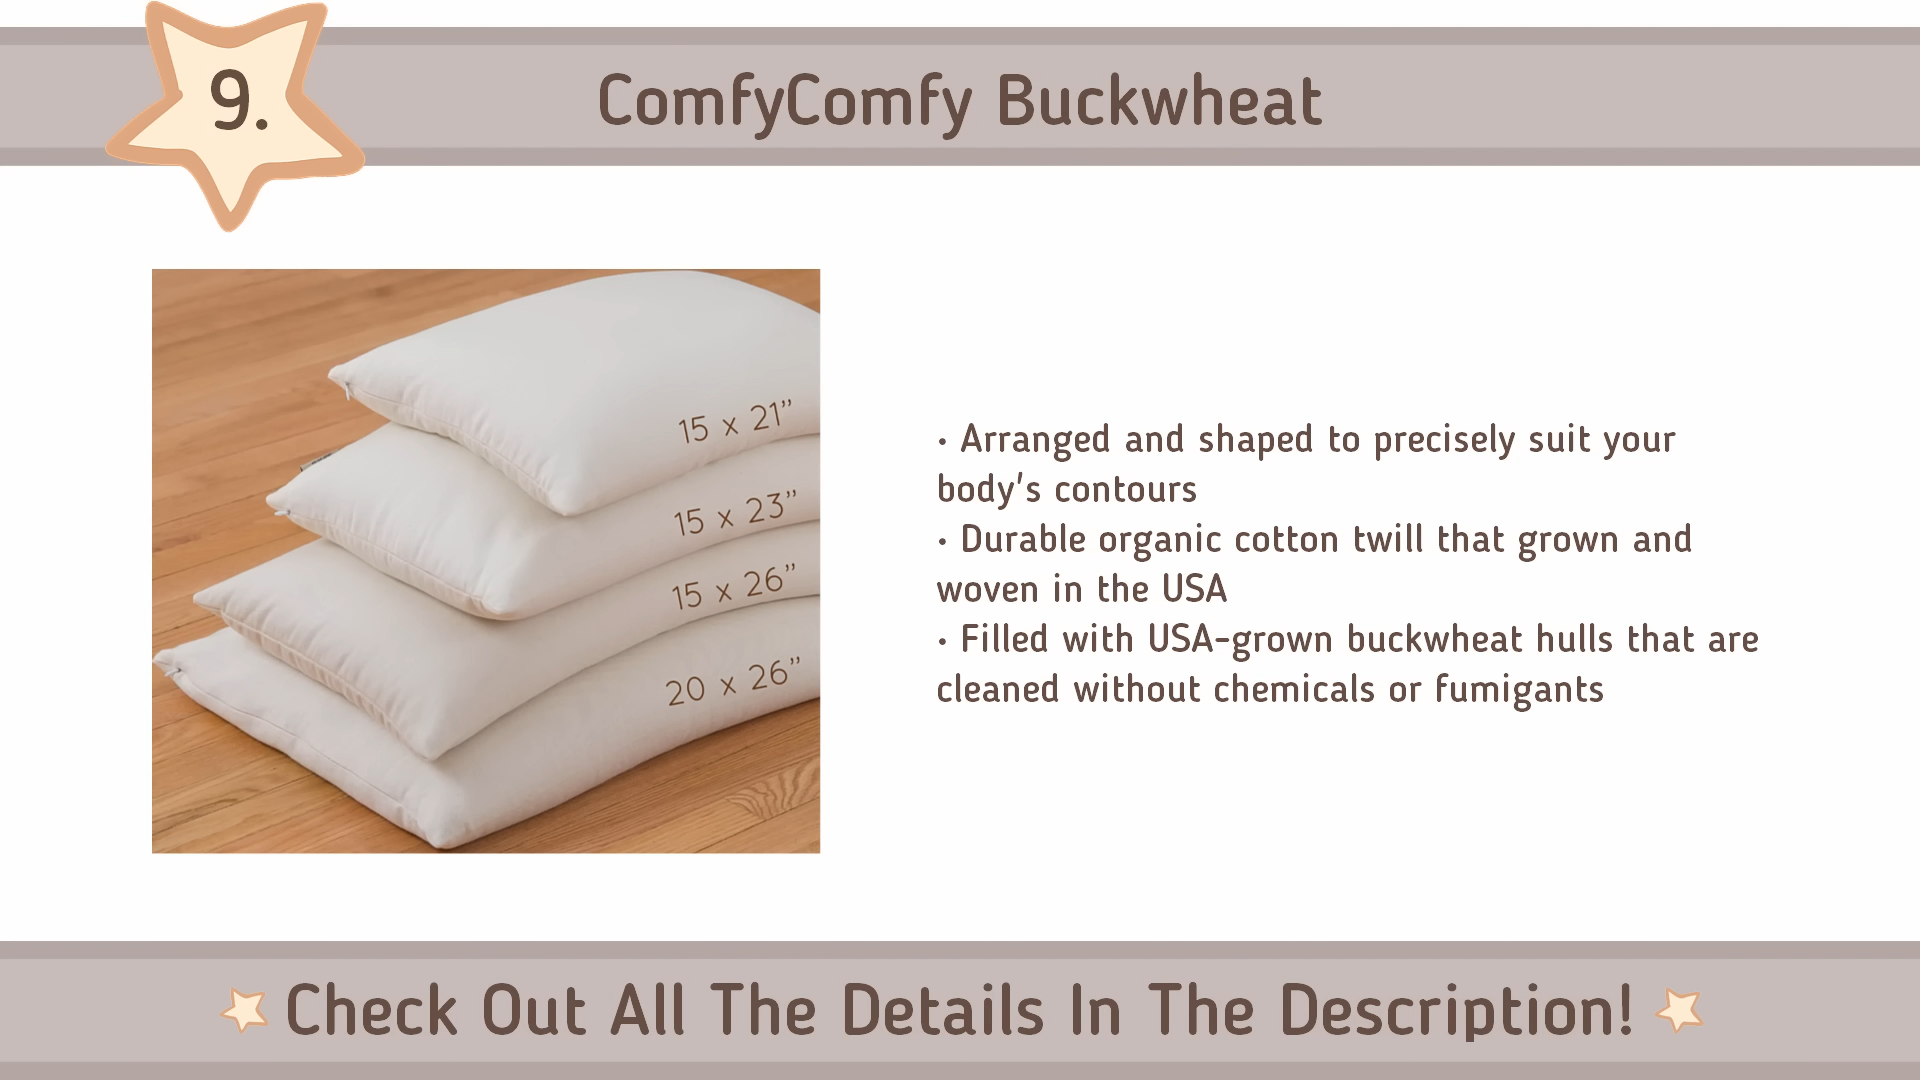 9.
ComfyComfy Buckwheat
15 x 21”
15 x 23”
15 x 26”
20 x 26”
• Arranged and shaped to precisely suit your
body's contours
• Durable organic cotton twill that grown and
woven in the USA
• Filled with USA-grown buckwheat hulls that are
cleaned without chemicals or fumigants
Check Out All The Details In The Description!